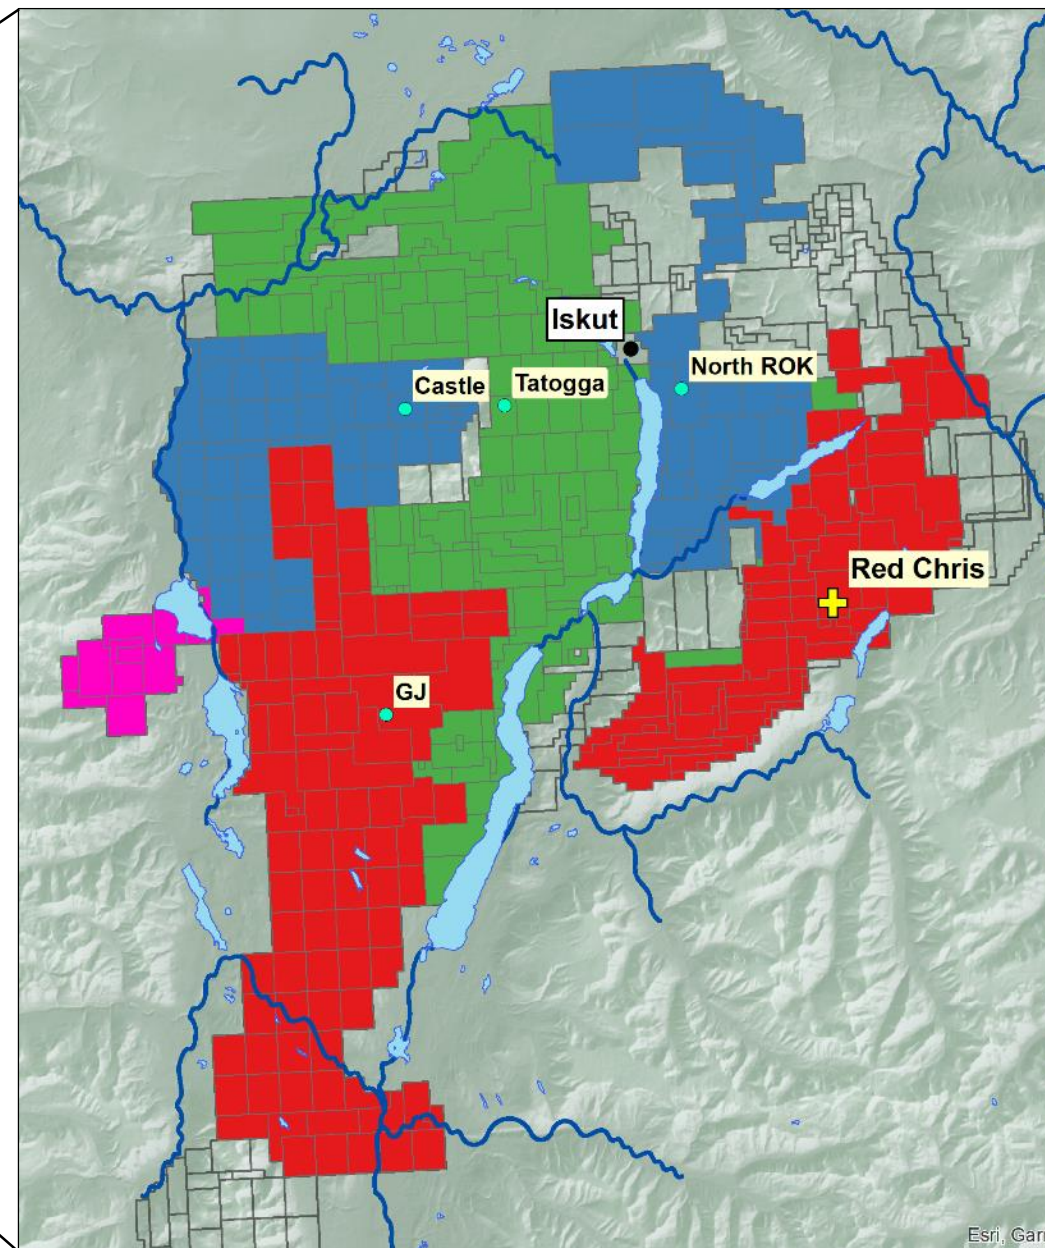 Iskut
North ROK
Castle
Tatogga
Red Chris
GJ
Esri, Gar